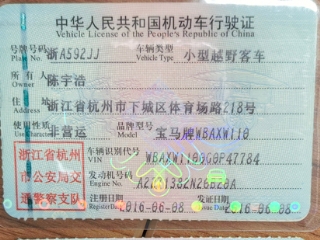 中华人民共和国机动车行驶证
Vehicle License of the People's Republic of China
号牌号码 浙A592JJ 车辆类型 小型越野客车
Plate No. Vehicle Type
所有人 陈宇浩
Owner
住址 浙江省杭州市下城区体育场路218号
Address
使用性质 非营运 品牌型号 宝马牌WBAXW110
浙江省杭州 车辆识别代号
VIN
市公安局交 发动机号码
Engine No.
通警察支队 注册日期 2016-06-08 发证日期 2016-06-08
Register Date Issue Date